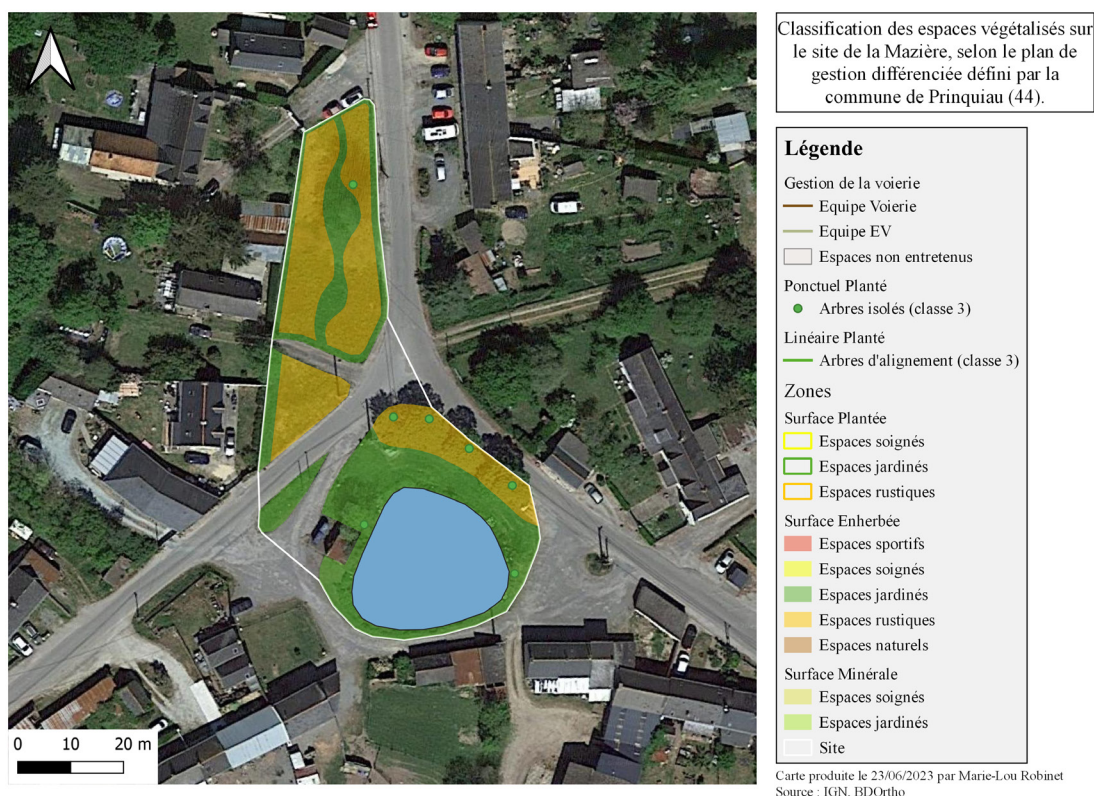 Classification des espaces végétalisés sur
le site de la Mazière, selon le plan de
gestion différenciée défini par la
commune de Prinquiau (44).
Légende
Gestion de la voierie
Equipe Voierie
Equipe EV
Espaces non entretenus
Ponctuel Planté
Arbres isolés (classe 3)
Linéaire Planté
Arbres d'alignement (classe 3)
Zones
Surface Plantée
Espaces soignés
Espaces jardinés
Espaces rustiques
Surface Enherbée
Espaces sportifs
Espaces soignés
Espaces jardinés
Espaces rustiques
Espaces naturels
Surface Minérale
Espaces soignés
Espaces jardinés
Site
0 10 20 m
Carte produite le 23/06/2023 par Marie-Lou Robinet
Source : IGN, BDOrtho